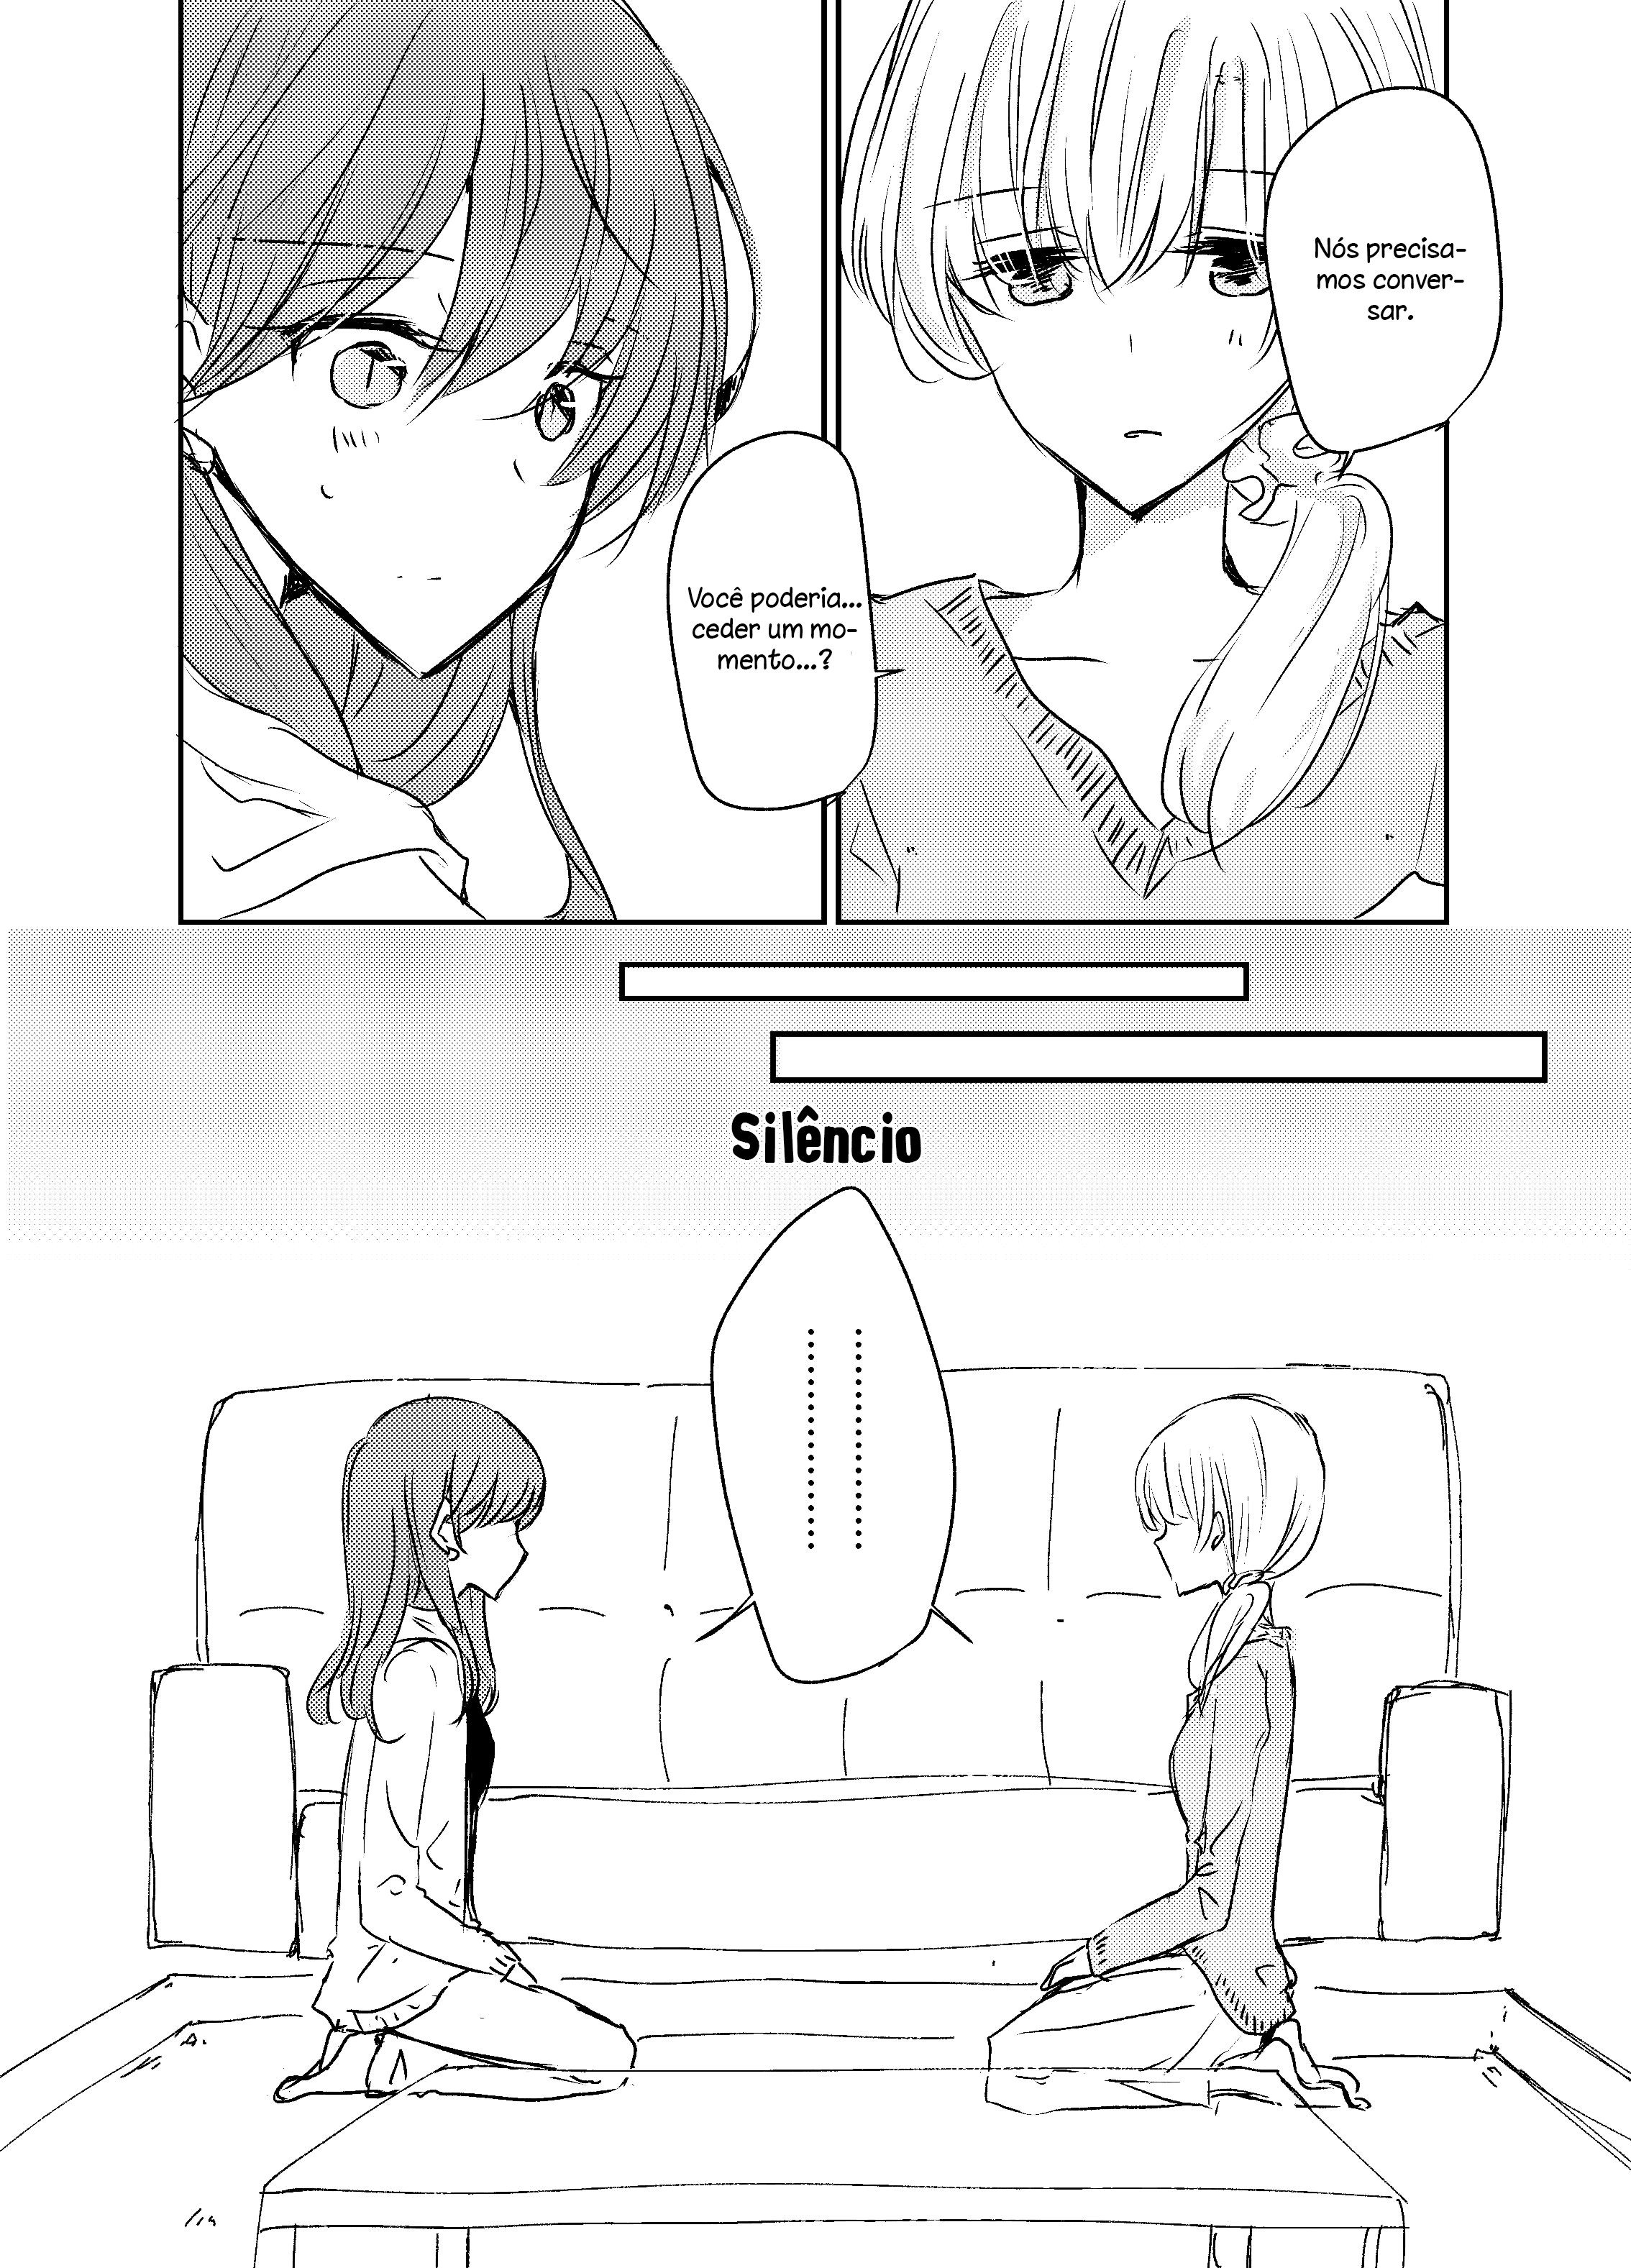 Nós precisa-
mos conver-
sar.
Você poderia...
ceder um mo-
mento...?
Silêncio